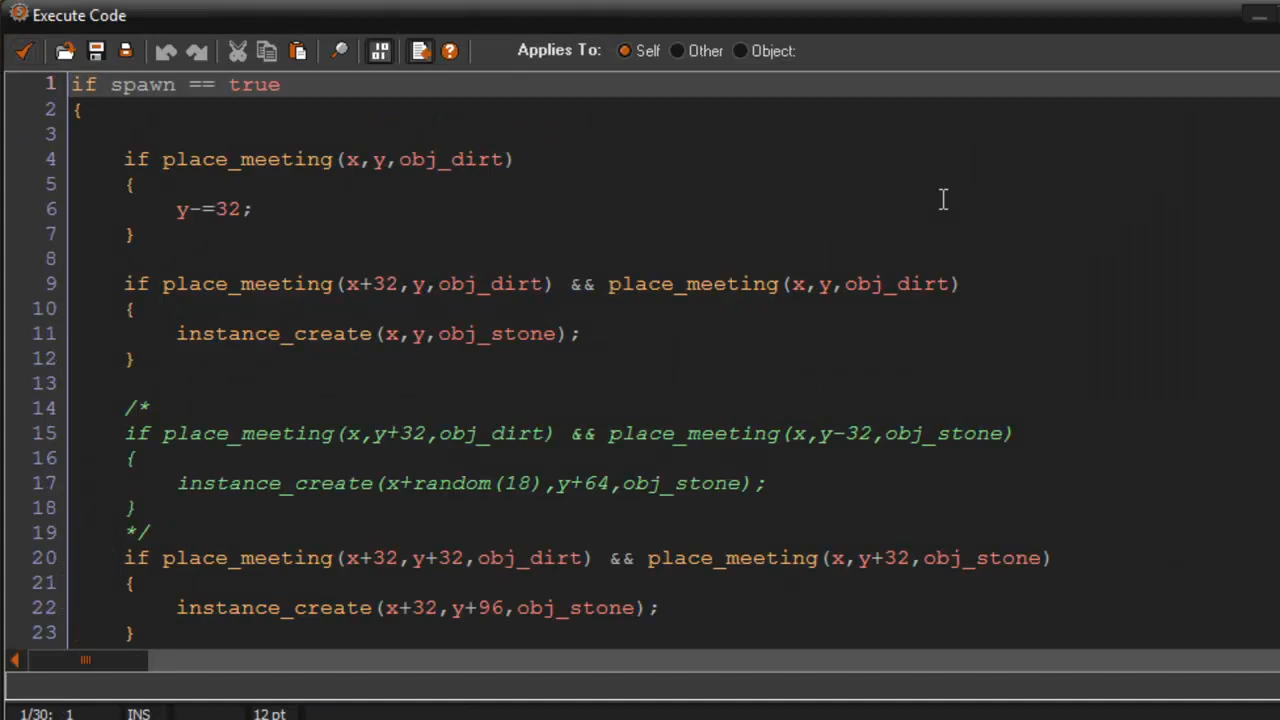 Execute Code
Applies To: Self Other Object:
1 if spawn == true
2 {
3
4 if place_meeting(x,y,obj_dirt)
5 {
6 y-=32;
7 }
8
9 if place_meeting(x+32,y,obj_dirt) && place_meeting(x,y,obj_dirt)
10 {
11 instance_create(x,y,obj_stone);
12 }
13
14 /*
15 if place_meeting(x,y+32,obj_dirt) && place_meeting(x,y-32,obj_stone)
16 {
17 instance_create(x+random(18),y+64,obj_stone);
18 }
19 */
20 if place_meeting(x+32,y+32,obj_dirt) && place_meeting(x,y+32,obj_stone)
21 {
22 instance_create(x+32,y+96,obj_stone);
23 }
1/30: 1 INS 12 pt